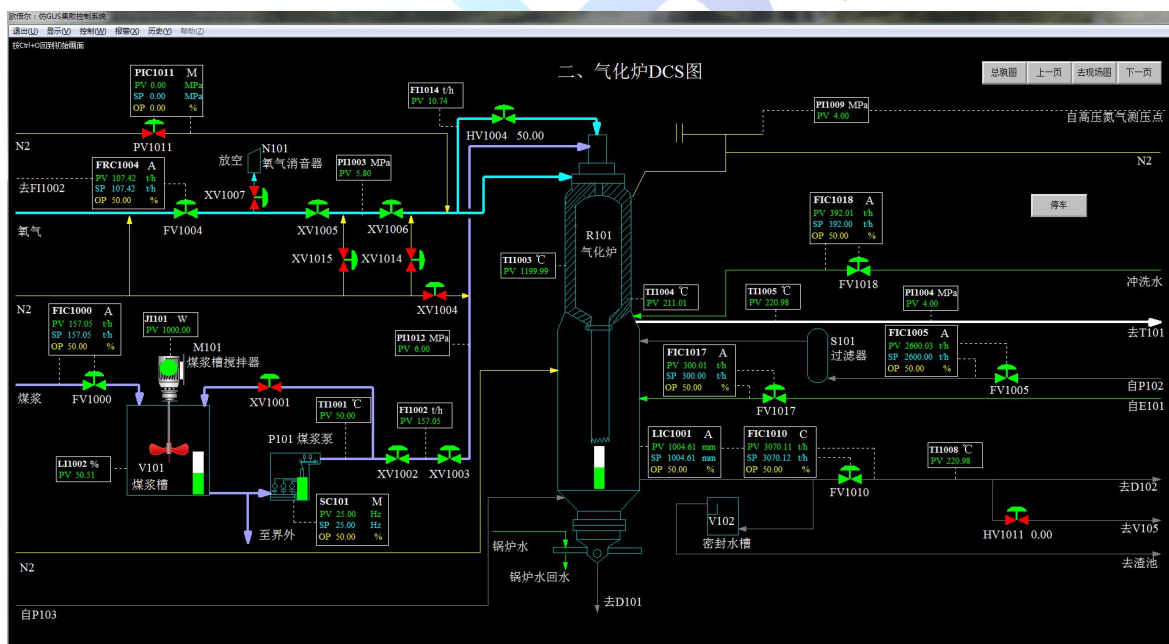 欧倍尔：仿GUS集散控制系统
退出(U) 显示(V) 控制(W) 报警(X) 历史(Y) 帮助(Z)
按Ctrl+O回到初始画面
二、气化炉DCS图
总貌图 上一页 去现场图 下一页
PIC1011 M
PV 0.00 MPa
SP 0.00 MPa
OP 0.00 %
FI1014 t/h
PV 10.74
PI1009 MPa
PV 4.00
自高压氮气测压点
HV1004 50.00
PV1011
N2
N101
放空
氧气消音器
N2
FRC1004 A
PV 107.42 t/h
SP 107.42 t/h
OP 50.00 %
PI1003 MPa
PV 5.80
去FI1002
XV1007
FIC1018 A
PV 392.01 t/h
SP 392.00 t/h
OP 50.00 %
停车
氧气
FV1004
XV1005
XV1006
R101
气化炉
XV1015
XV1014
TI1003 ℃
PV 1199.99
FV1018
冲洗水
TI1004 ℃
PV 211.01
TI1005 ℃
PV 220.98
PI1004 MPa
PV 4.00
N2
XV1004
FIC1000 A
PV 157.05 t/h
SP 157.05 t/h
OP 50.00 %
JI101 W
PV 1000.00
M101
煤浆槽搅拌器
PI1012 MPa
PV 6.00
去T101
S101
过滤器
FIC1005 A
PV 2600.03 t/h
SP 2600.00 t/h
OP 50.00 %
FIC1017 A
PV 300.01 t/h
SP 300.00 t/h
OP 50.00 %
煤浆
FV1000
XV1001
FV1005
自P102
TI1001 ℃
PV 50.00
FI1002 t/h
PV 157.05
FV1017
自E101
P101 煤浆泵
LIC1001 A
PV 1004.61 mm
SP 1004.61 mm
OP 50.00 %
FIC1010 C
PV 3070.11 t/h
SP 3070.12 t/h
OP 50.00 %
TI1008 ℃
PV 220.98
LI1002 %
PV 50.51
V101
煤浆槽
XV1002
XV1003
FV1010
去D102
SC101 M
PV 25.00 Hz
SP 25.00 Hz
OP 50.00 %
至界外
V102
密封水槽
去V105
HV1011 0.00
锅炉水
N2
锅炉水回水
去渣池
自P103
去D101